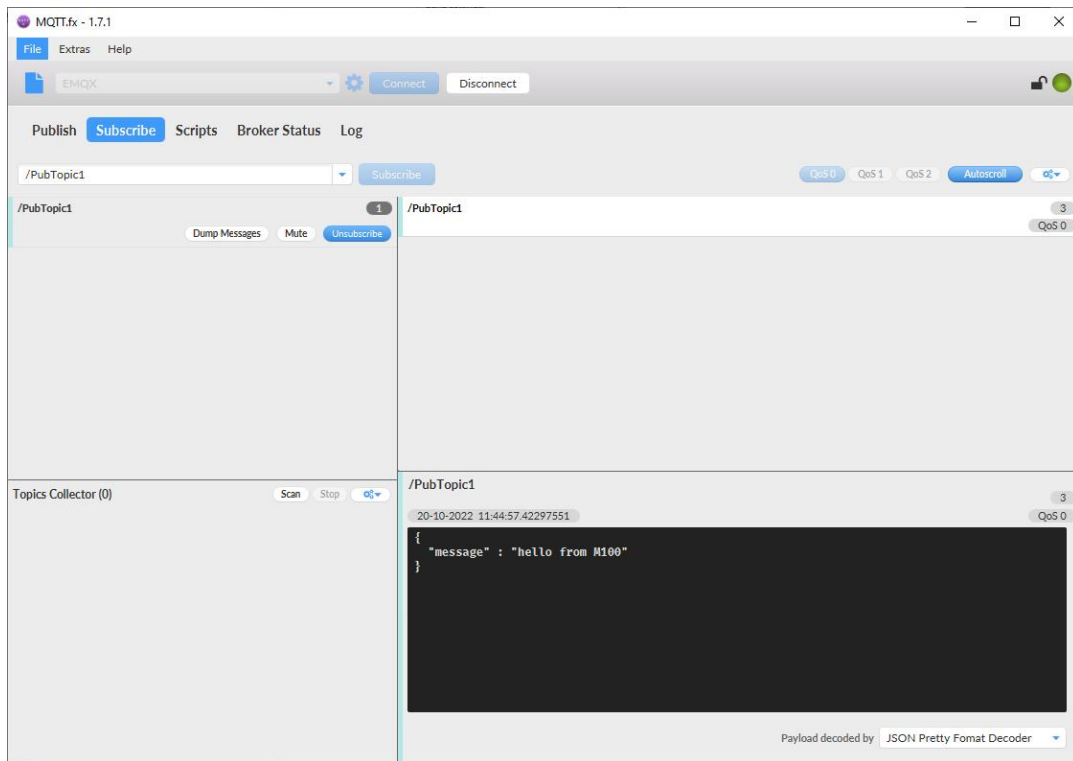 MQTT.fx - 1.7.1
File Extras Help
EMQX Connect Disconnect
Publish Subscribe Scripts Broker Status Log
/PubTopic1 Subscribe QoS 0 QoS 1 QoS 2 Autoscroll
/PubTopic1 1
Dump Messages Mute Unsubscribe
/PubTopic1 3
QoS 0
Topics Collector (0) Scan Stop
/PubTopic1
3
20-10-2022 11:44:57.42297551 QoS 0
{
"message" : "hello from M100"
}
Payload decoded by JSON Pretty Fomat Decoder